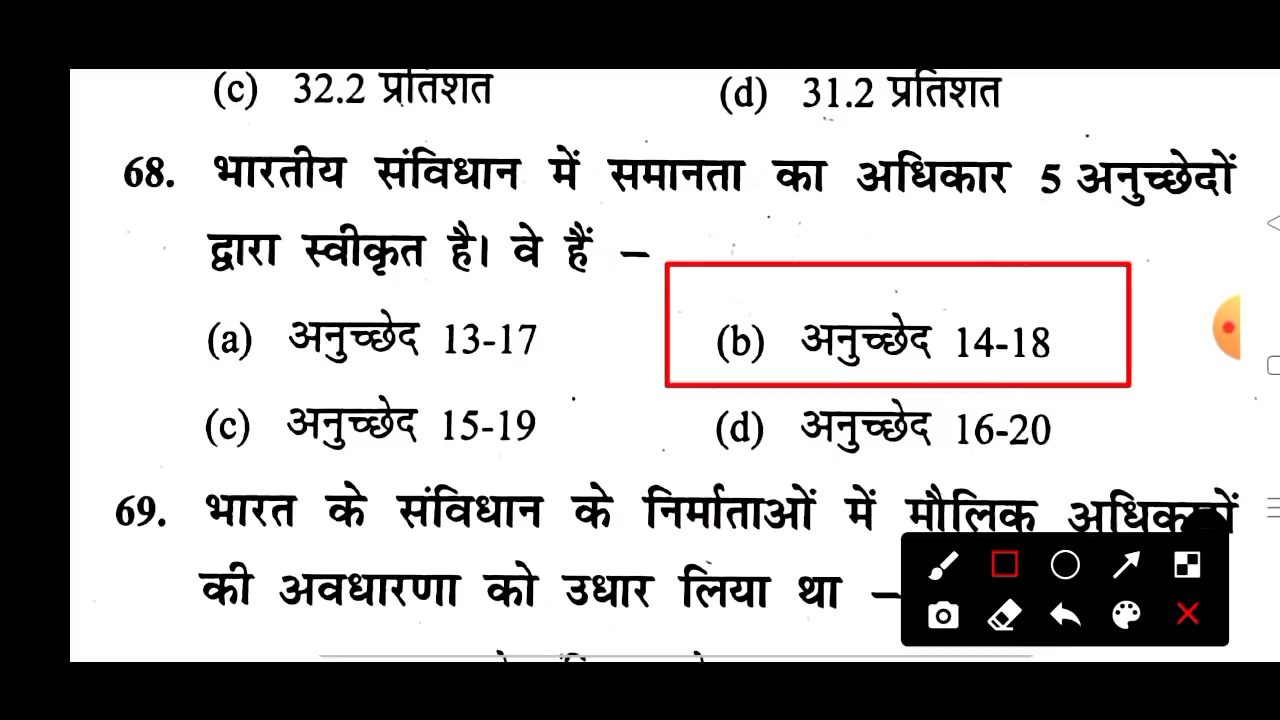 (c) 32.2 प्रतिशत (d) 31.2 प्रतिशत
68. भारतीय संविधान में समानता का अधिकार 5 अनुच्छेदों
द्वारा स्वीकृत है। वे हैं –
(a) अनुच्छेद 13-17 (b) अनुच्छेद 14-18
(c) अनुच्छेद 15-19 (d) अनुच्छेद 16-20
69. भारत के संविधान के निर्माताओं में मौलिक
की अवधारणा को उधार लिया था –